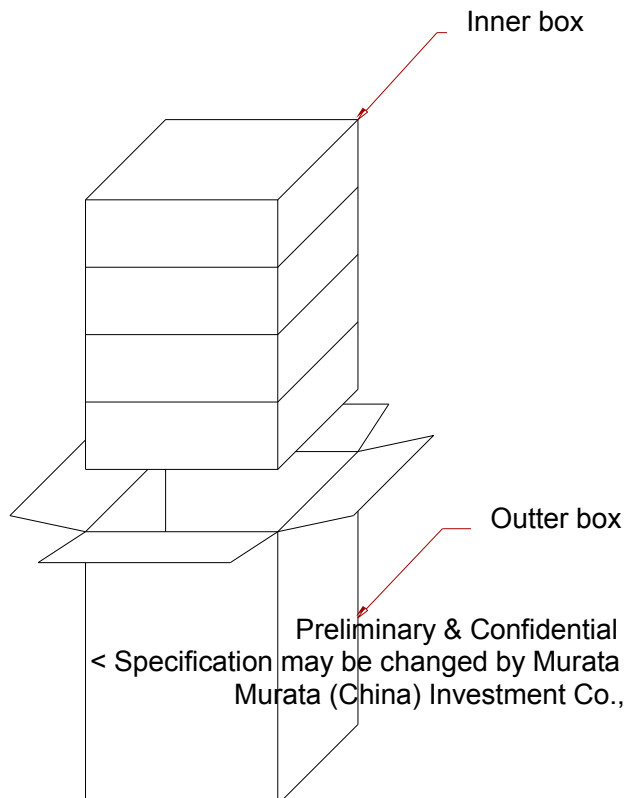 Inner box
Outter box
Preliminary & Confidential
< Specification may be changed by Murata
Murata (China) Investment Co.,